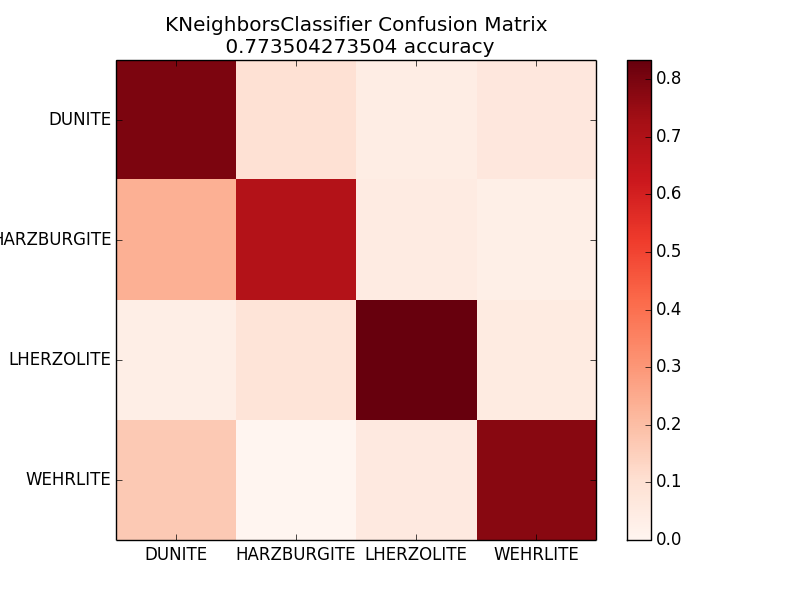 KNeighborsClassifier Confusion Matrix
0.773504273504 accuracy
DUNITE
HARZBURGITE
LHERZOLITE
WEHRLITE
DUNITE HARZBURGITE LHERZOLITE WEHRLITE
0.8
0.7
0.6
0.5
0.4
0.3
0.2
0.1
0.0